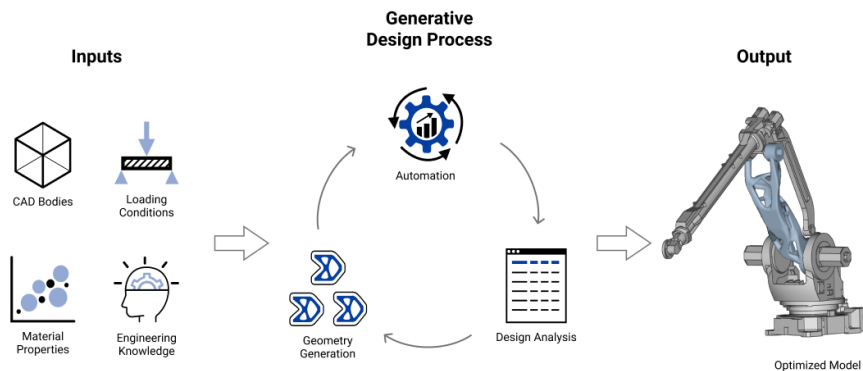 Inputs
CAD Bodies
Loading
Conditions
Material
Properties
Engineering
Knowledge
Generative
Design Process
Automation
Geometry
Generation
Design Analysis
Output
Optimized Model